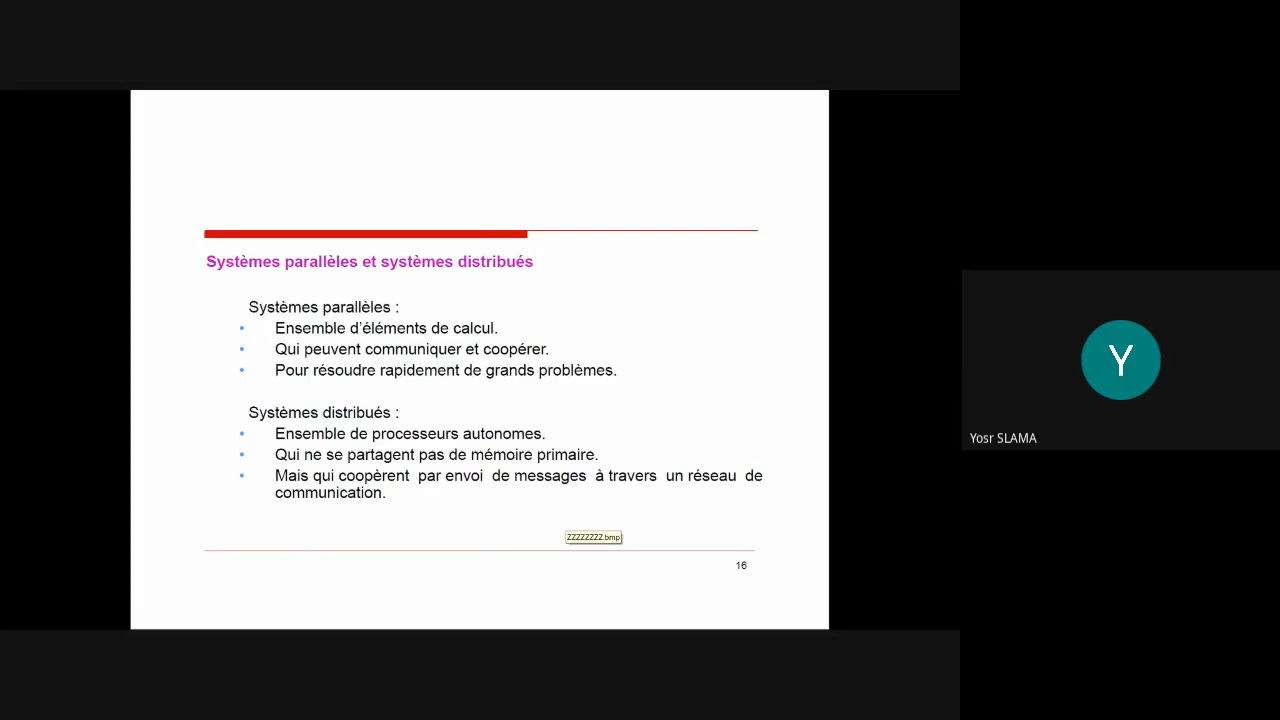 Systèmes parallèles et systèmes distribués
Systèmes parallèles :
• Ensemble d'éléments de calcul.
• Qui peuvent communiquer et coopérer.
• Pour résoudre rapidement de grands problèmes.
Systèmes distribués :
• Ensemble de processeurs autonomes.
• Qui ne se partagent pas de mémoire primaire.
• Mais qui coopèrent par envoi de messages à travers un réseau de
communication.
ZZZZZZZZ.bmp
16
Y
Yosr SLAMA